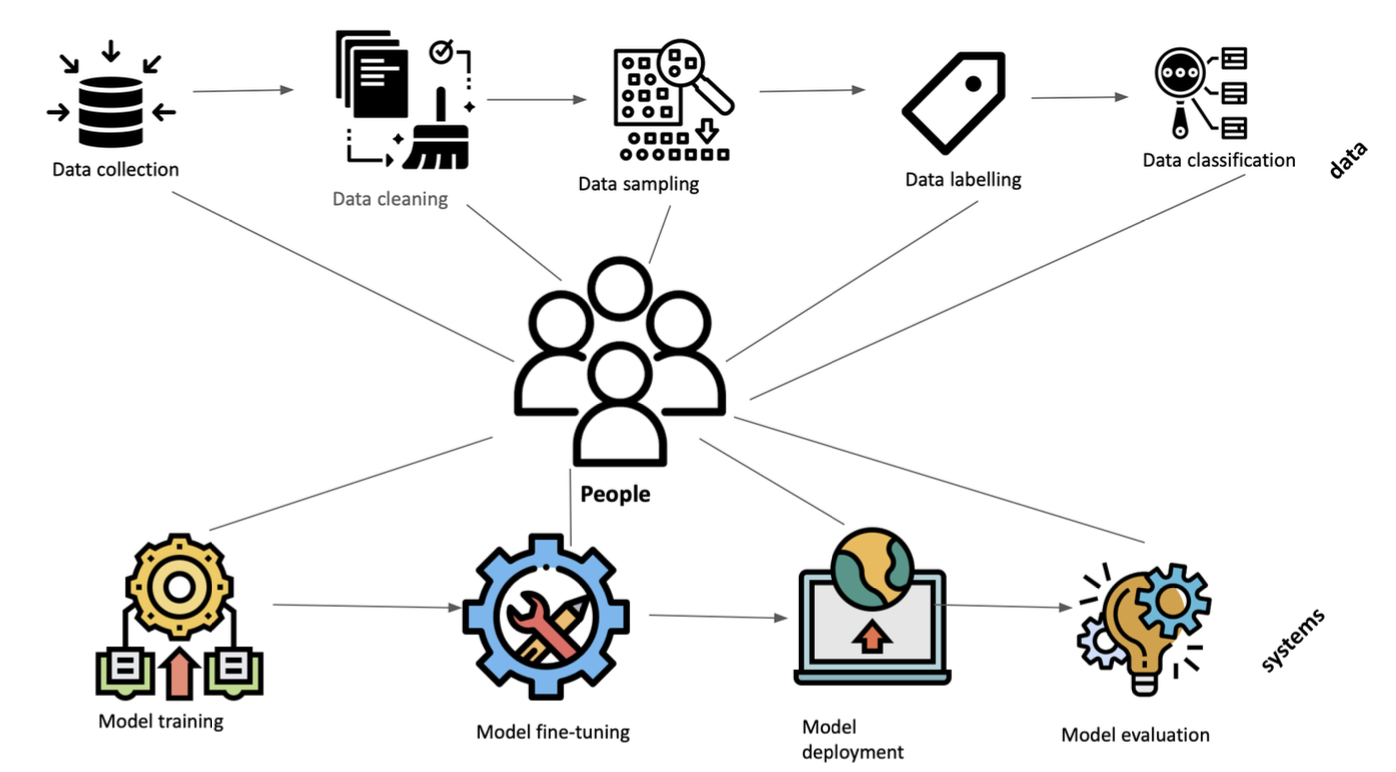 Data collection
Data cleaning
Data sampling
Data labelling
Data classification
data
People
Model training
Model fine-tuning
Model
deployment
Model evaluation
systems